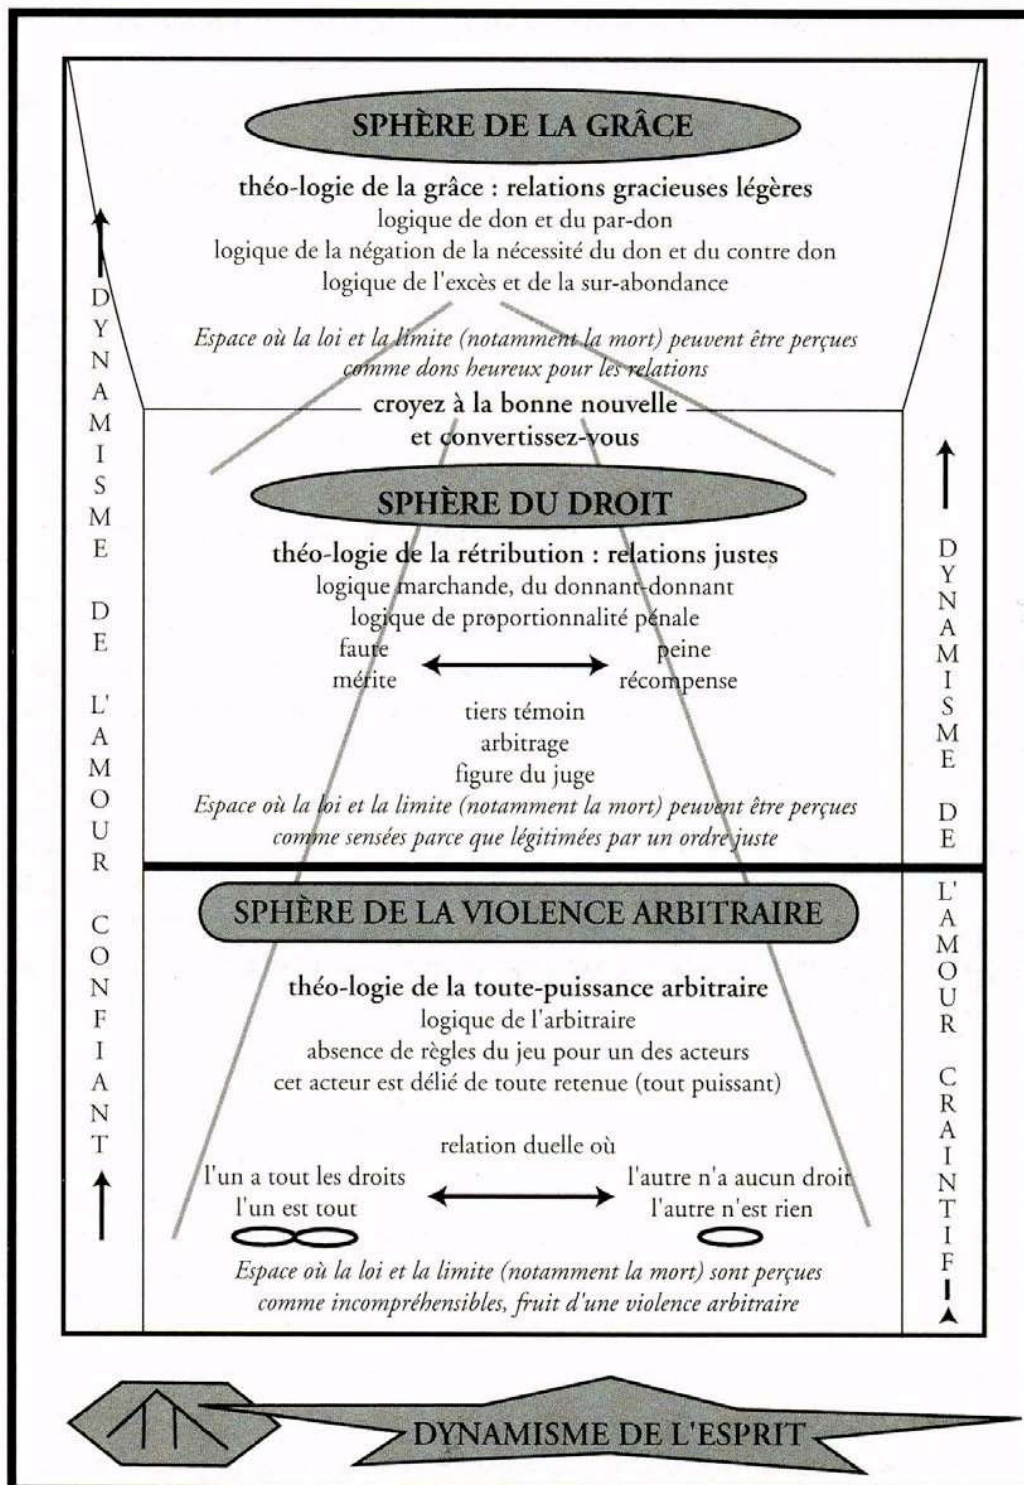 SPHÈRE DE LA GRÂCE
théo-logie de la grâce : relations gracieuses légères
logique de don et du par-don
logique de la négation de la nécessité du don et du contre don
logique de l'excès et de la sur-abondance
Espace où la loi et la limite (notamment la mort) peuvent être perçues
comme dons heureux pour les relations
croyez à la bonne nouvelle
et convertissez-vous
SPHÈRE DU DROIT
théo-logie de la rétribution : relations justes
logique marchande, du donnant-donnant
logique de proportionnalité pénale
faute peine
mérite récompense
tiers témoin
arbitrage
figure du juge
Espace où la loi et la limite (notamment la mort) peuvent être perçues
comme sensées parce que légitimées par un ordre juste
SPHÈRE DE LA VIOLENCE ARBITRAIRE
théo-logie de la toute-puissance arbitraire
logique de l'arbitraire
absence de règles du jeu pour un des acteurs
cet acteur est délié de toute retenue (tout puissant)
relation duelle où
l'un a tout les droits l'autre n'a aucun droit
l'un est tout l'autre n'est rien
Espace où la loi et la limite (notamment la mort) sont perçues
comme incompréhensibles, fruit d'une violence arbitraire
DYNAMISME DE L'AMOUR CONFIANT
DYNAMISME DE L'AMOUR CRAINTIF
DYNAMISME DE L'ESPRIT